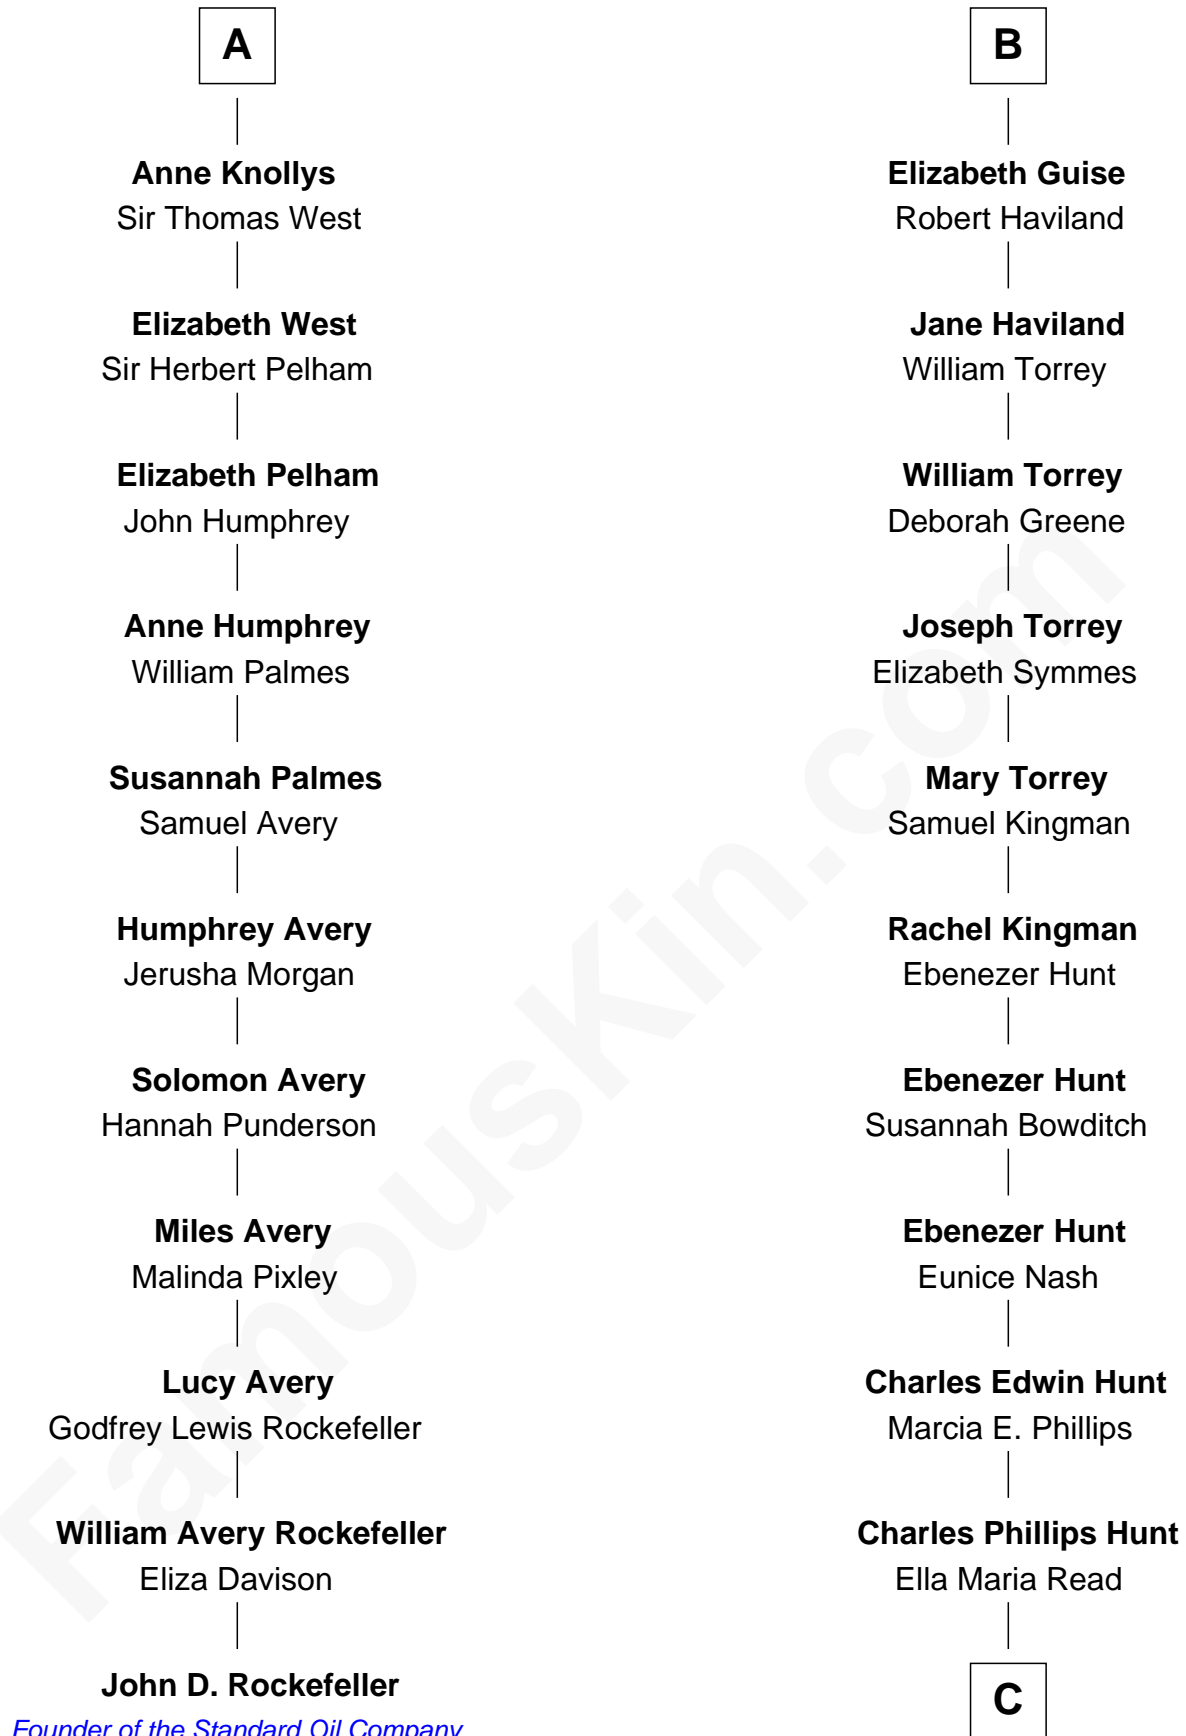 A
Anne Knollys
Sir Thomas West
Elizabeth West
Sir Herbert Pelham
Elizabeth Pelham
John Humphrey
Anne Humphrey
William Palmes
Susannah Palmes
Samuel Avery
Humphrey Avery
Jerusha Morgan
Solomon Avery
Hannah Punderson
Miles Avery
Malinda Pixley
Lucy Avery
Godfrey Lewis Rockefeller
William Avery Rockefeller
Eliza Davison
John D. Rockefeller
Founder of the Standard Oil Company
B
Elizabeth Guise
Robert Haviland
Jane Haviland
William Torrey
William Torrey
Deborah Greene
Joseph Torrey
Elizabeth Symmes
Mary Torrey
Samuel Kingman
Rachel Kingman
Ebenezer Hunt
Ebenezer Hunt
Susannah Bowditch
Ebenezer Hunt
Eunice Nash
Charles Edwin Hunt
Marcia E. Phillips
Charles Phillips Hunt
Ella Maria Read
C
FamousKin.com